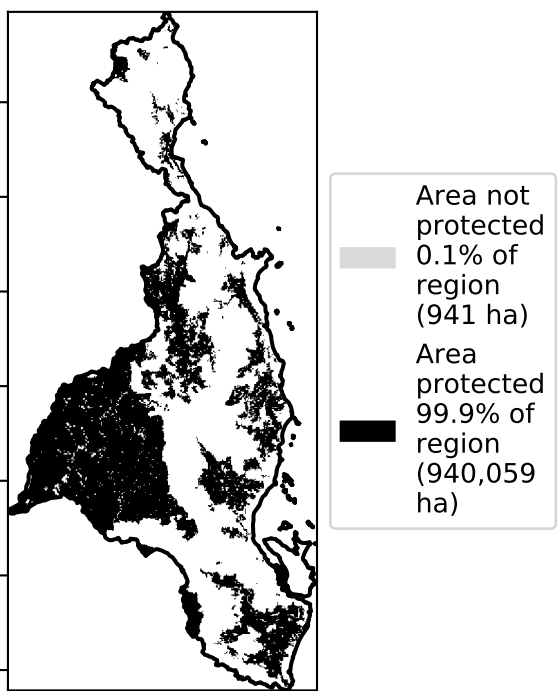 Area not
protected
0.1% of
region
(941 ha)
Area
protected
99.9% of
region
(940,059
ha)